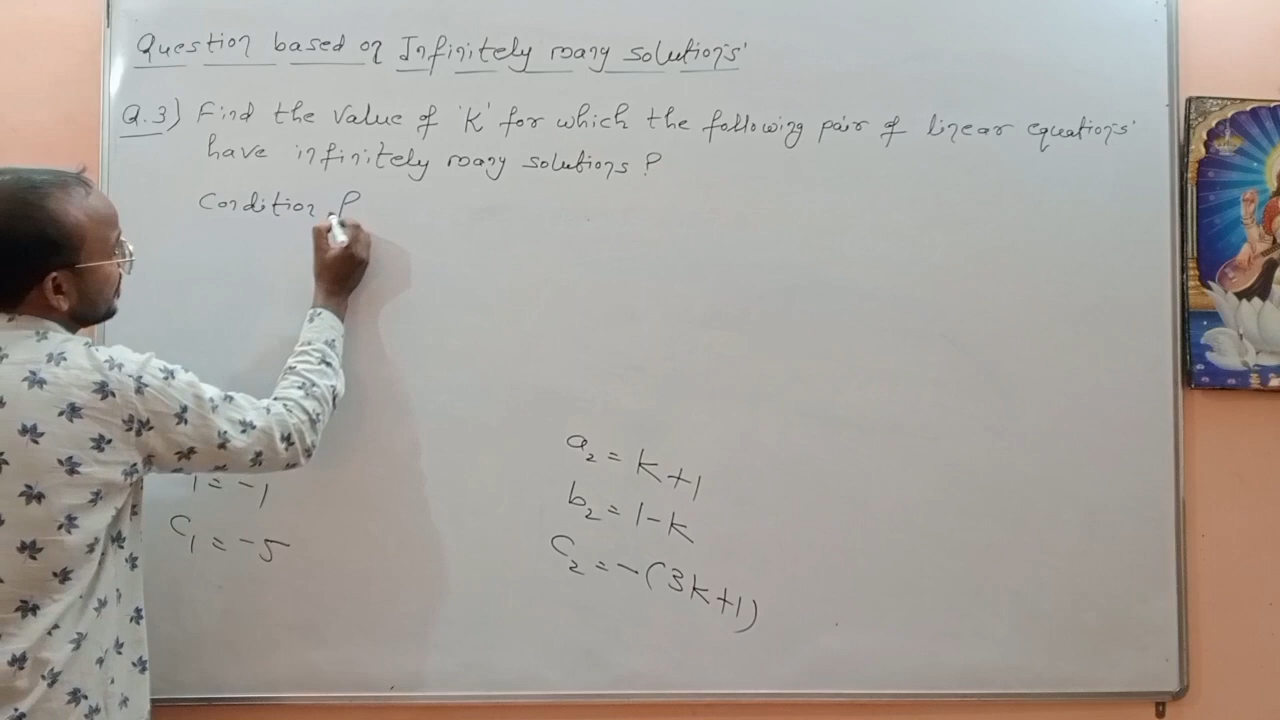 Question based on Infinitely many solutions'
Q.3) Find the value of 'K' for which the following pair of linear equations'
have infinitely many solutions ?
Condition
1 = -1
c1 = -5
a2 = k+1
b2 = 1-k
c2 = -(3k+1)